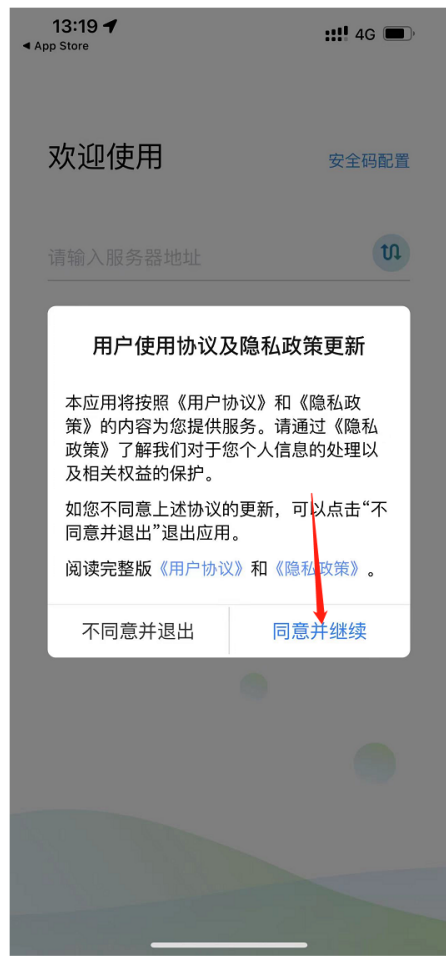 13:19
4G
◀ App Store
欢迎使用
安全码配置
请输入服务器地址
用户使用协议及隐私政策更新
本应用将按照《用户协议》和《隐私政
策》的内容为您提供服务。请通过《隐私
政策》了解我们对于您个人信息的处理以
及相关权益的保护。
如您不同意上述协议的更新，可以点击“不
同意并退出”退出应用。
阅读完整版《用户协议》和《隐私政策》。
不同意并退出
同意并继续